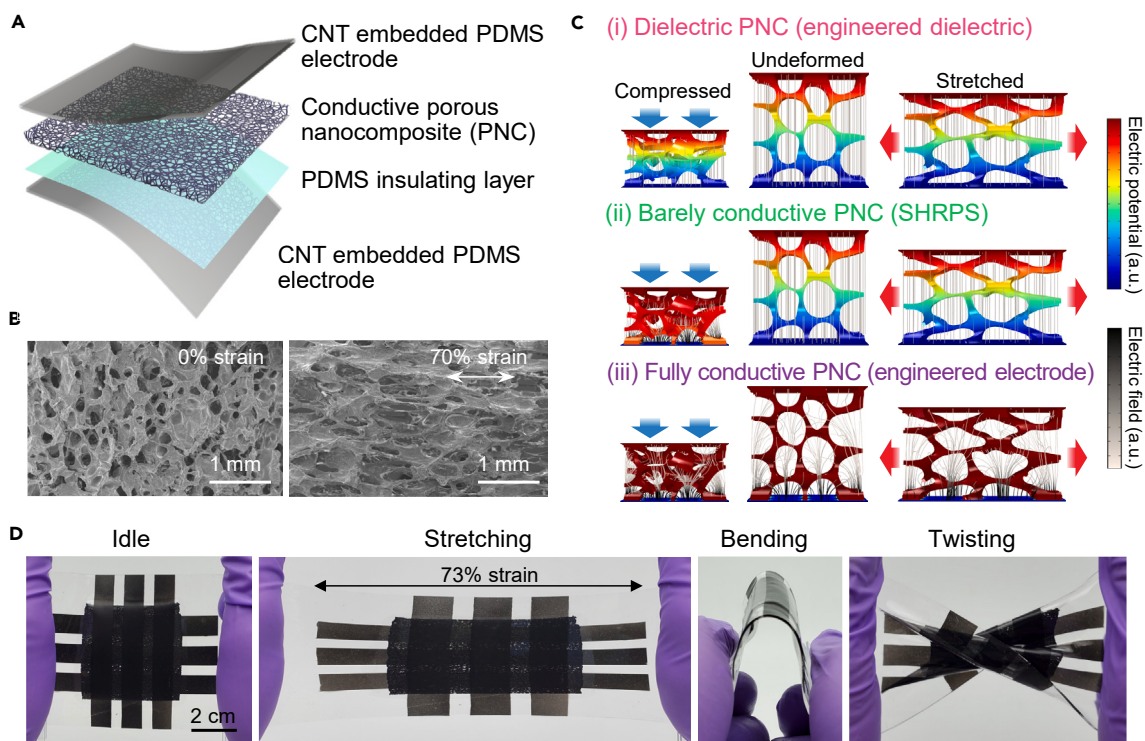 A
CNT embedded PDMS
electrode
Conductive porous
nanocomposite (PNC)
PDMS insulating layer
CNT embedded PDMS
electrode
B
0% strain
1 mm
70% strain
1 mm
C
(i) Dielectric PNC (engineered dielectric)
Compressed
Undeformed
Stretched
(ii) Barely conductive PNC (SHRPS)
(iii) Fully conductive PNC (engineered electrode)
Electric potential (a.u.)
Electric field (a.u.)
D
Idle
2 cm
Stretching
73% strain
Bending
Twisting